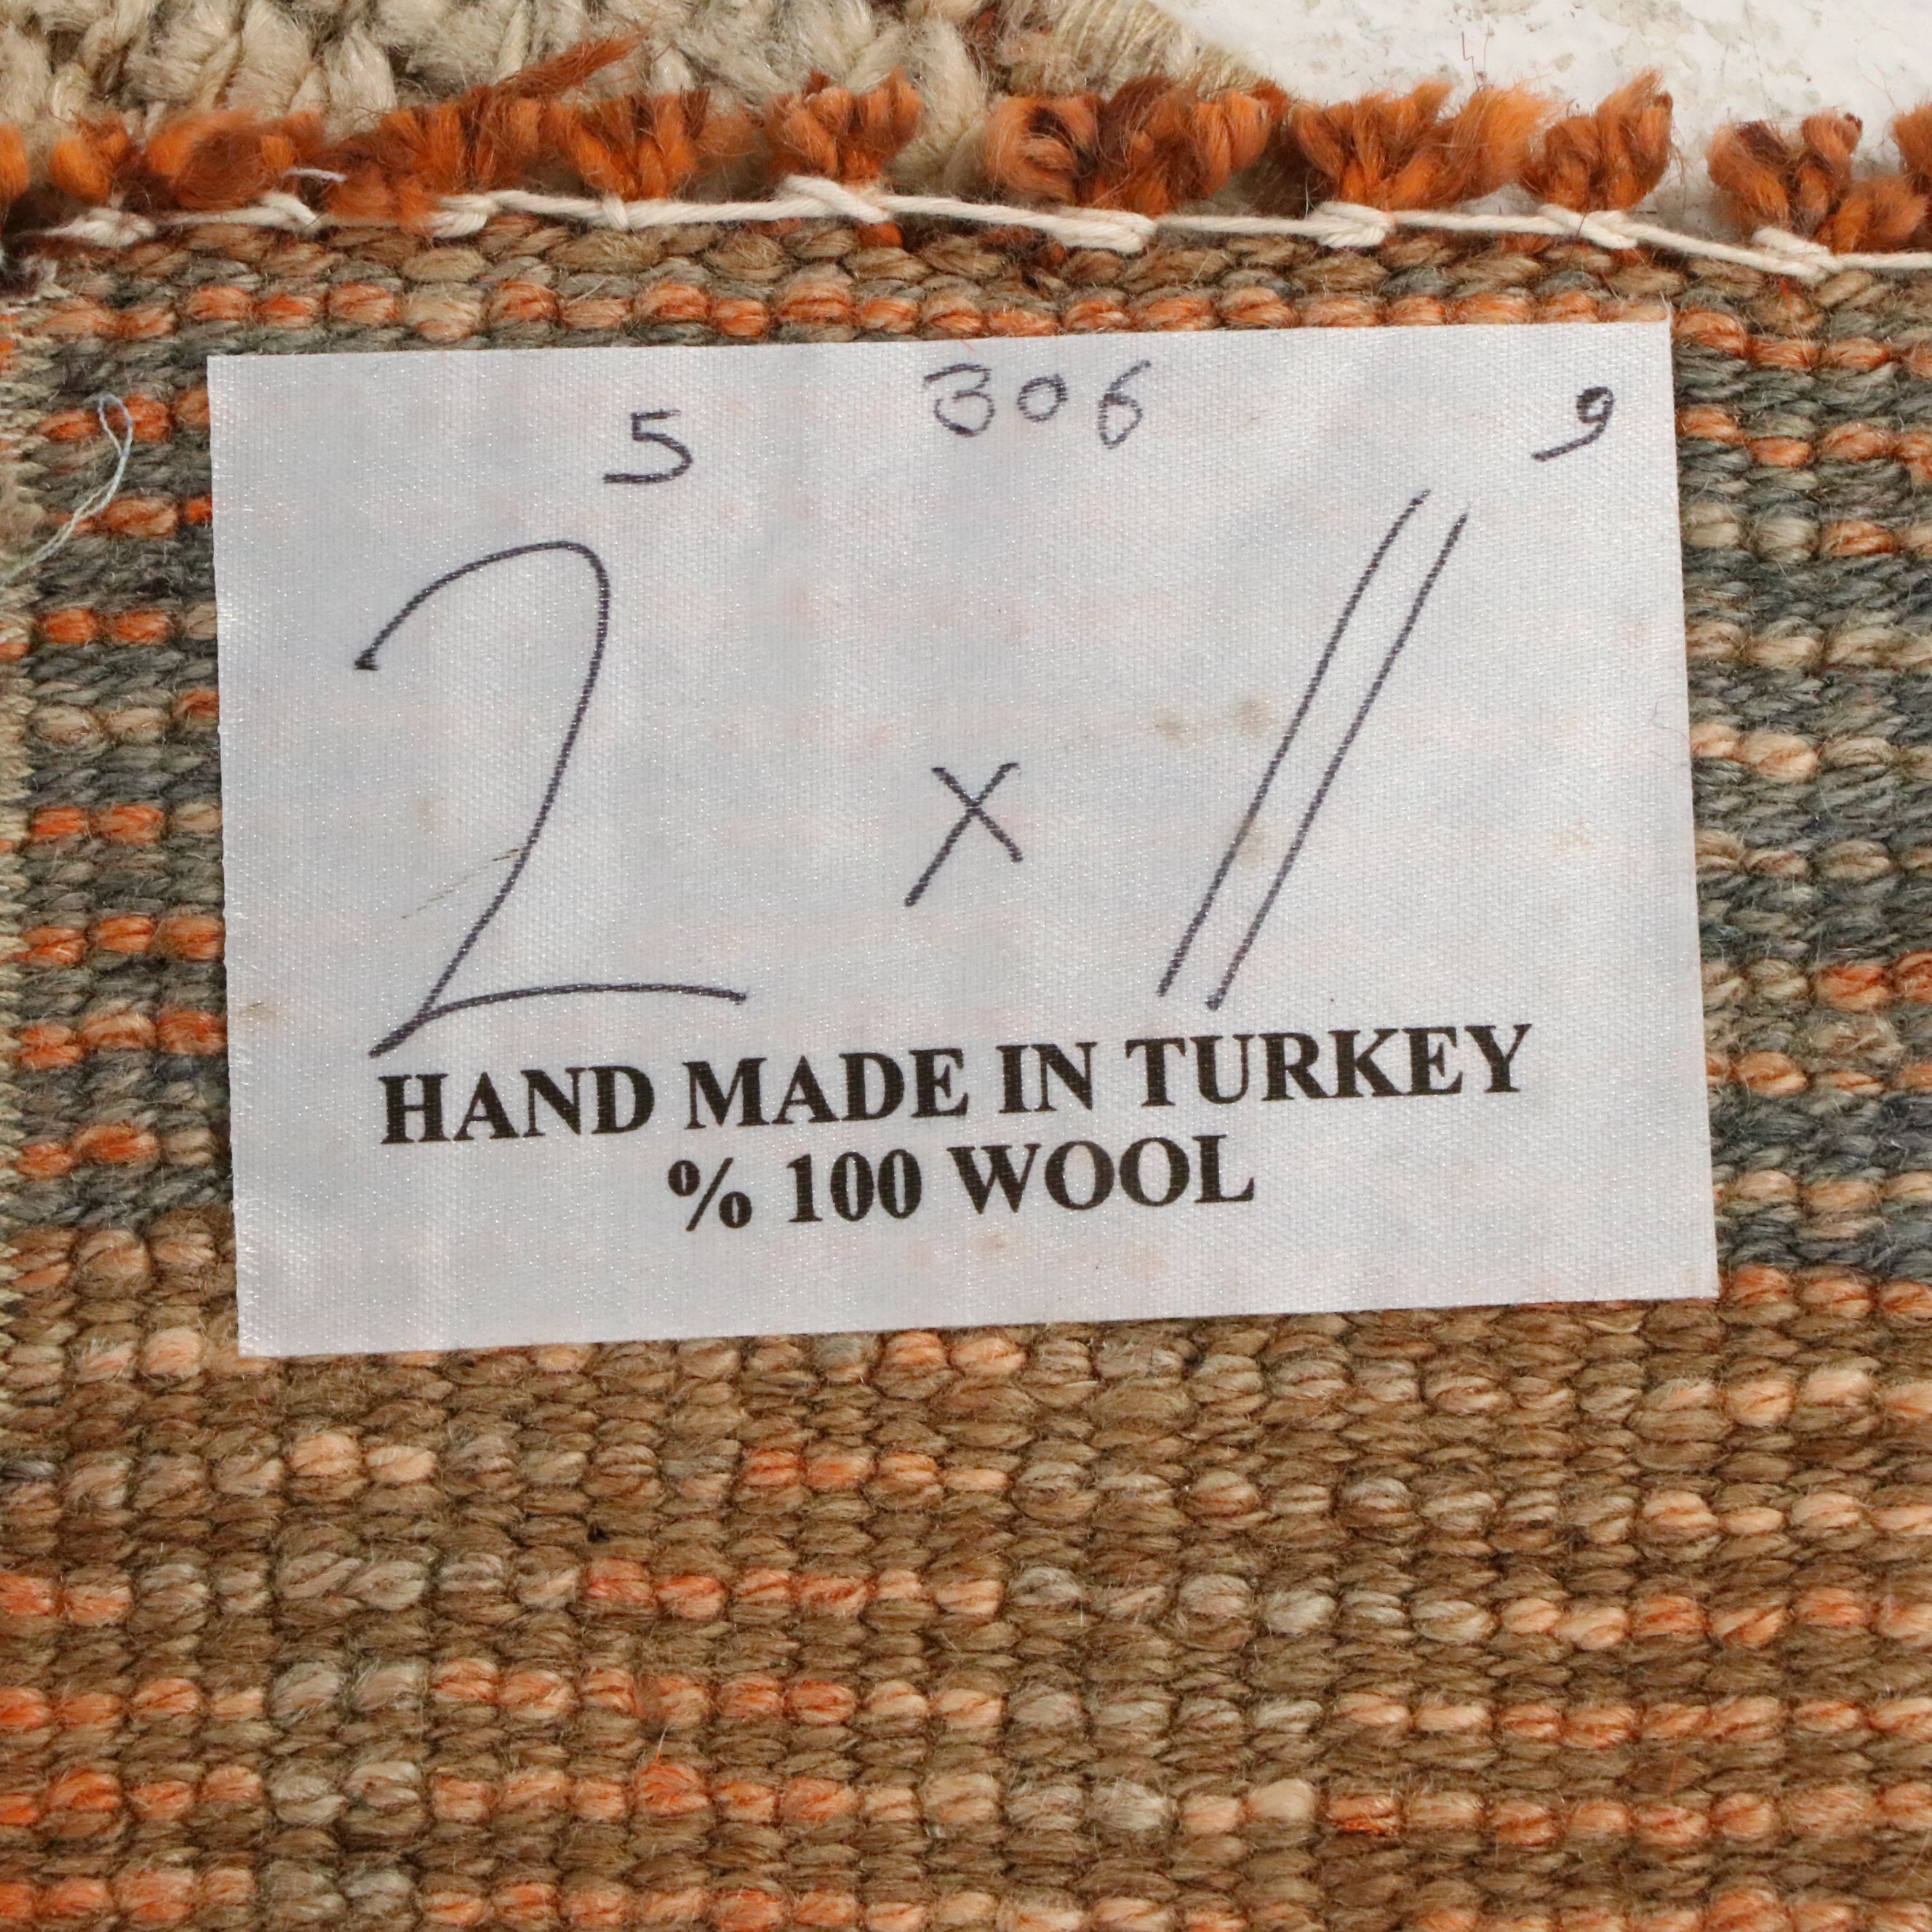 5 306 9
2 x 11
HAND MADE IN TURKEY
% 100 WOOL